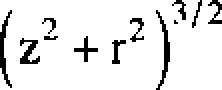 (z² + r²)^{3/2}